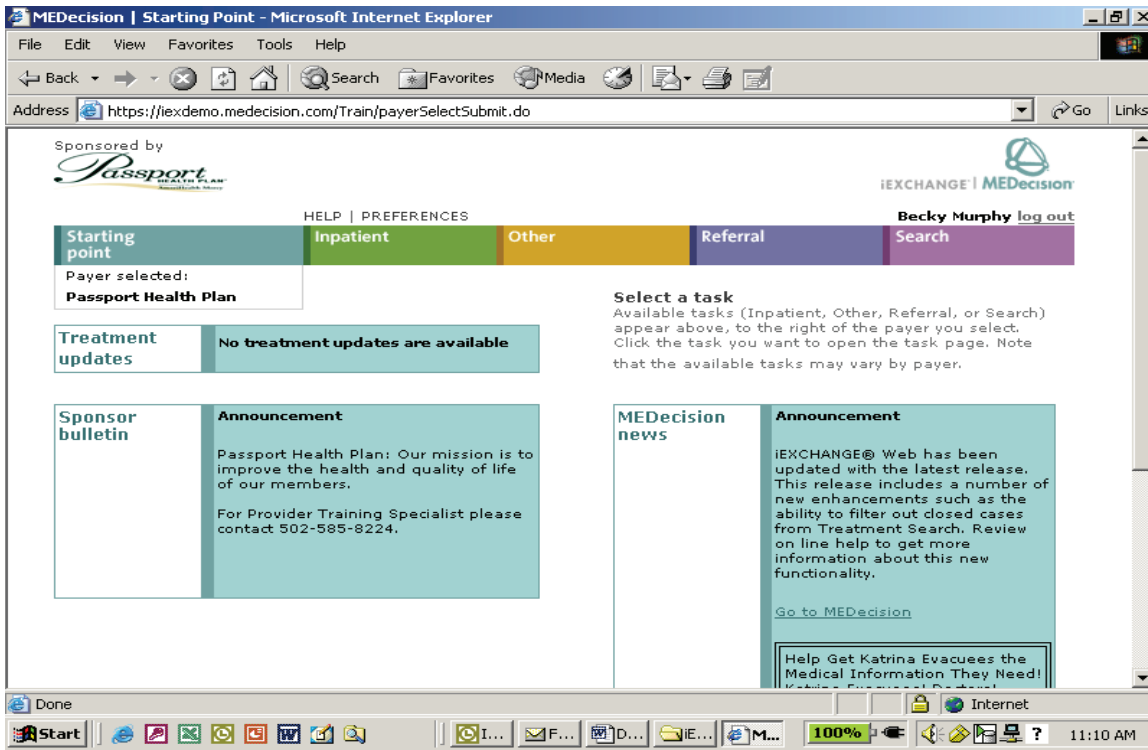 MEDecision | Starting Point - Microsoft Internet Explorer
File Edit View Favorites Tools Help
Back Search Favorites Media
Address https://iexdemo.medecision.com/Train/payerSelectSubmit.do Go Links
Sponsored by
Passport
HEALTH PLAN
iEXCHANGE | MEDecision
HELP | PREFERENCES
Becky Murphy log out
Starting point
Inpatient
Other
Referral
Search
Payer selected:
Passport Health Plan
Select a task
Available tasks (Inpatient, Other, Referral, or Search)
appear above, to the right of the payer you select.
Click the task you want to open the task page. Note
that the available tasks may vary by payer.
Treatment
updates
No treatment updates are available
Sponsor
bulletin
Announcement
Passport Health Plan: Our mission is to
improve the health and quality of life
of our members.
For Provider Training Specialist please
contact 502-585-8224.
MEDecision
news
Announcement
iEXCHANGE® Web has been
updated with the latest release.
This release includes a number of
new enhancements such as the
ability to filter out closed cases
from Treatment Search. Review
on line help to get more
information about this new
functionality.
Go to MEDecision
Help Get Katrina Evacuees the
Medical Information They Need!
Done
Internet
Start I... F... D... iE... M... 100% ? 11:10 AM